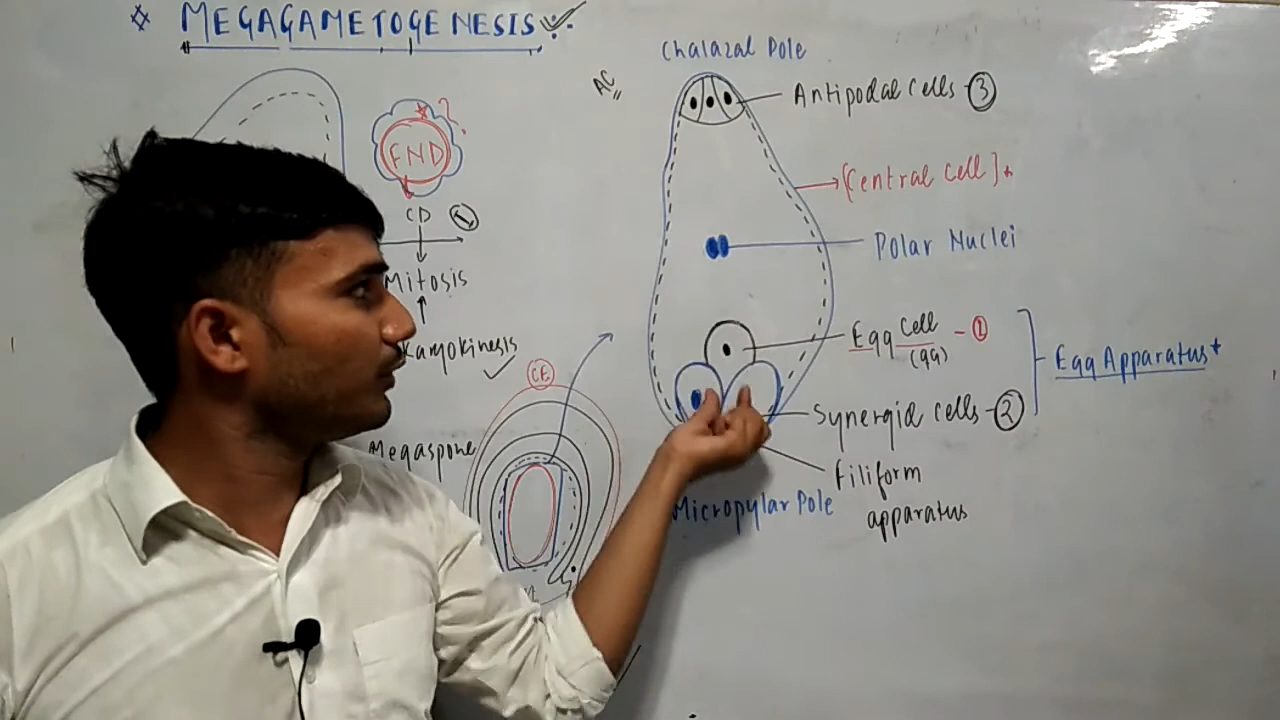 MEGAGAMETOGENESIS
Chalazal Pole
AC
Antipodal cells - 3
FND
?
CD
1
[Central cell]
Polar Nuclei
Mitosis
Karyokinesis
CE
Egg cell - 1
Egg Apparatus
Synergid cells - 2
Megaspore
Filiform
apparatus
Micropylar Pole